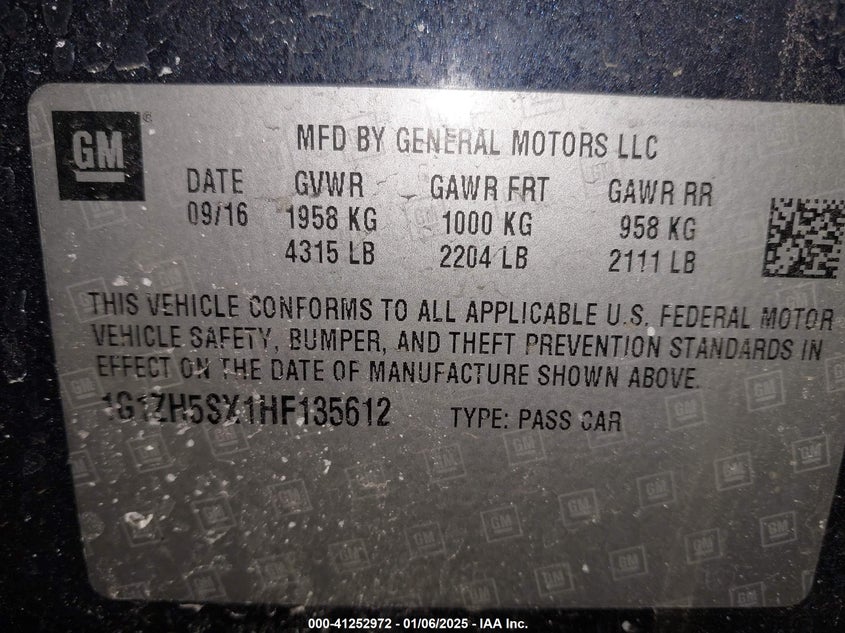 GM ®
MFD BY GENERAL MOTORS LLC
DATE GVWR GAWR FRT GAWR RR
09/16 1958 KG 1000 KG 958 KG
4315 LB 2204 LB 2111 LB
THIS VEHICLE CONFORMS TO ALL APPLICABLE U.S. FEDERAL MOTOR
VEHICLE SAFETY, BUMPER, AND THEFT PREVENTION STANDARDS IN
EFFECT ON THE DATE OF MANUFACTURE SHOWN ABOVE.
1G1ZH5SX1HF135612 TYPE: PASS CAR
000-41252972 - 01/06/2025 - IAA Inc.